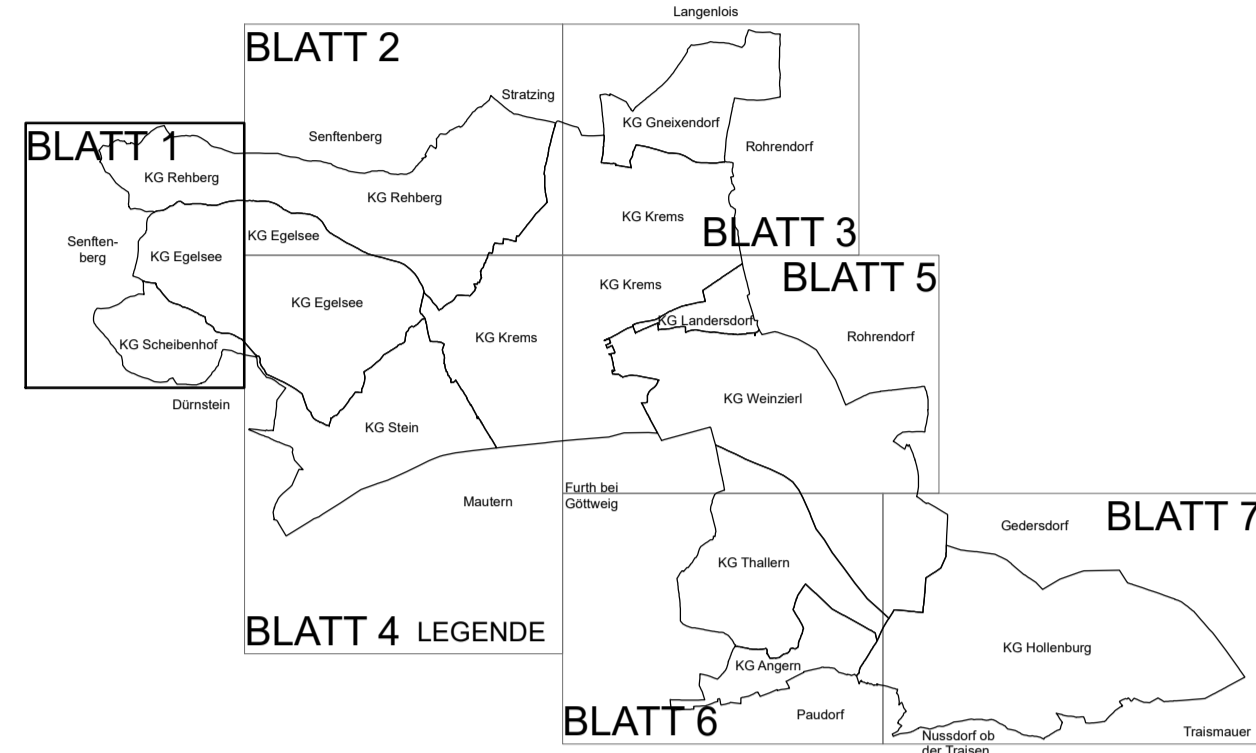 Langenlois
BLATT 2
Stratzing
Senftenberg
KG Gneixendorf
Rohrendorf
BLATT 1
KG Rehberg
KG Rehberg
KG Krems
BLATT 3
Senften-
berg
KG Egelsee
KG Egelsee
KG Egelsee
KG Krems
BLATT 5
KG Landersdorf
Rohrendorf
KG Scheibenhof
KG Krems
Dürnstein
KG Stein
KG Weinzierl
Mautern
Furth bei
Göttweig
Gedersdorf
BLATT 7
KG Thallern
BLATT 4
LEGENDE
KG Hollenburg
KG Angern
BLATT 6
Paudorf
Nussdorf ob
der Traisen
Traismauer